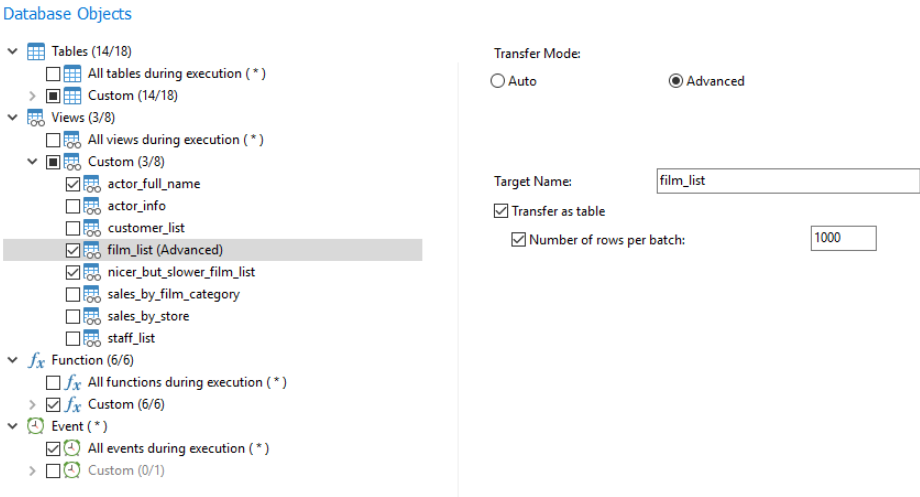 Database Objects
Tables (14/18)
All tables during execution ( * )
Custom (14/18)
Views (3/8)
All views during execution ( * )
Custom (3/8)
actor_full_name
actor_info
customer_list
film_list (Advanced)
nicer_but_slower_film_list
sales_by_film_category
sales_by_store
staff_list
fx Function (6/6)
fx All functions during execution ( * )
fx Custom (6/6)
Event ( * )
All events during execution ( * )
Custom (0/1)
Transfer Mode:
Auto Advanced
Target Name: film_list
Transfer as table
Number of rows per batch: 1000